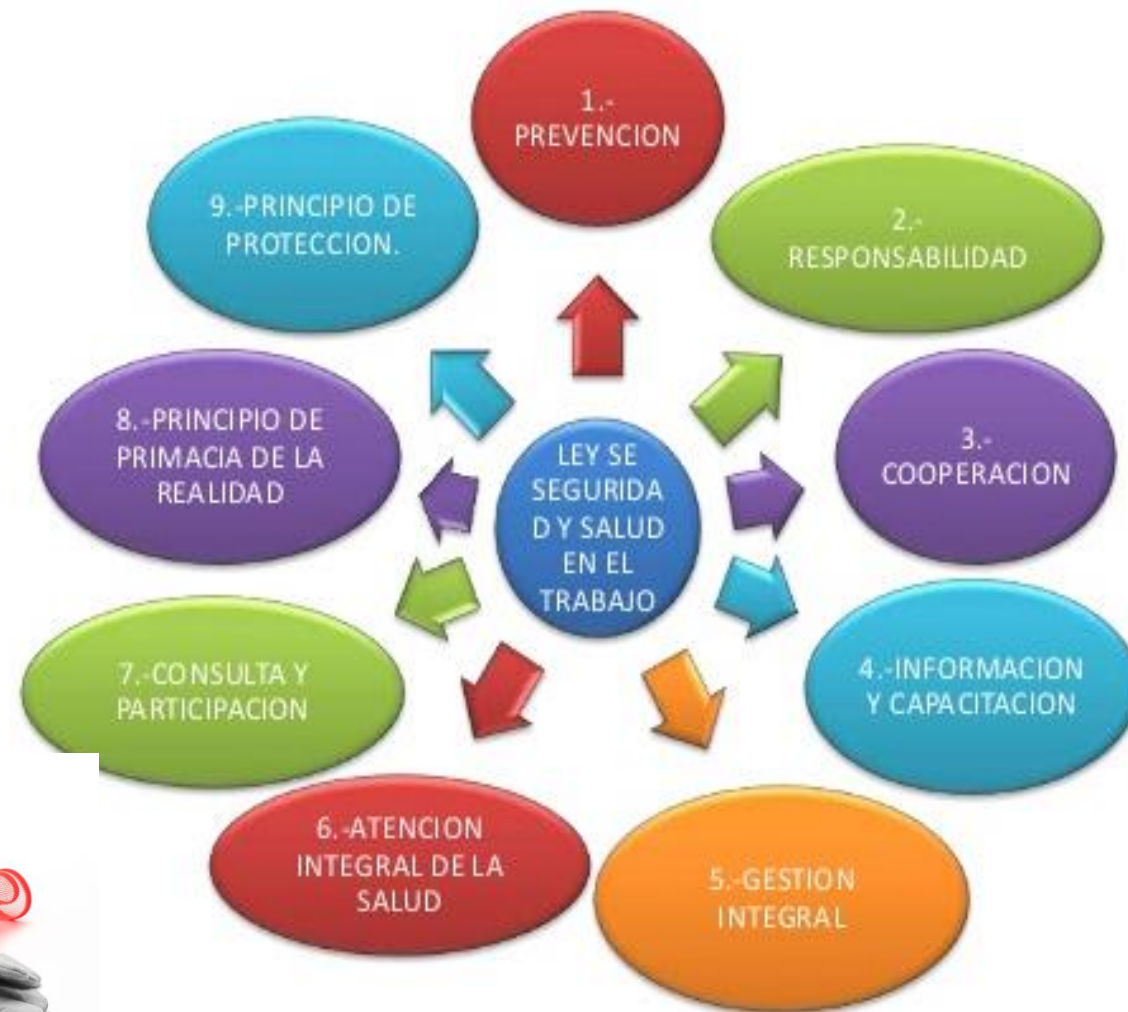 1.-
PREVENCION
2.-
RESPONSABILIDAD
3.-
COOPERACION
4.-INFORMACION
Y CAPACITACION
5.-GESTION
INTEGRAL
6.-ATENCION
INTEGRAL DE LA
SALUD
7.-CONSULTA Y
PARTICIPACION
8.-PRINCIPIO DE
PRIMACIA DE LA
REALIDAD
9.-PRINCIPIO DE
PROTECCION.
LEY SE
SEGURIDA
D Y SALUD
EN EL
TRABAJO